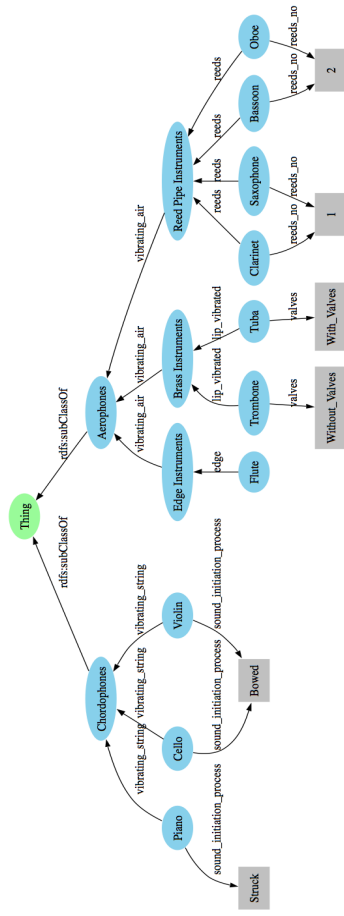 Thing
rdfs:subClassOf
rdfs:subClassOf
Chordophones
Aerophones
vibrating_string
vibrating_string
vibrating_string
vibrating_air
vibrating_air
vibrating_air
Piano
Cello
Violin
Edge Instruments
Brass Instruments
Reed Pipe Instruments
sound_initiation_process
sound_initiation_process
sound_initiation_process
edge
lip_vibrated
lip_vibrated
reeds
reeds
reeds
reeds
Flute
Trombone
Tuba
Clarinet
Saxophone
Bassoon
Oboe
valves
valves
reeds_no
reeds_no
reeds_no
reeds_no
Struck
Bowed
Without_Valves
With_Valves
1
2